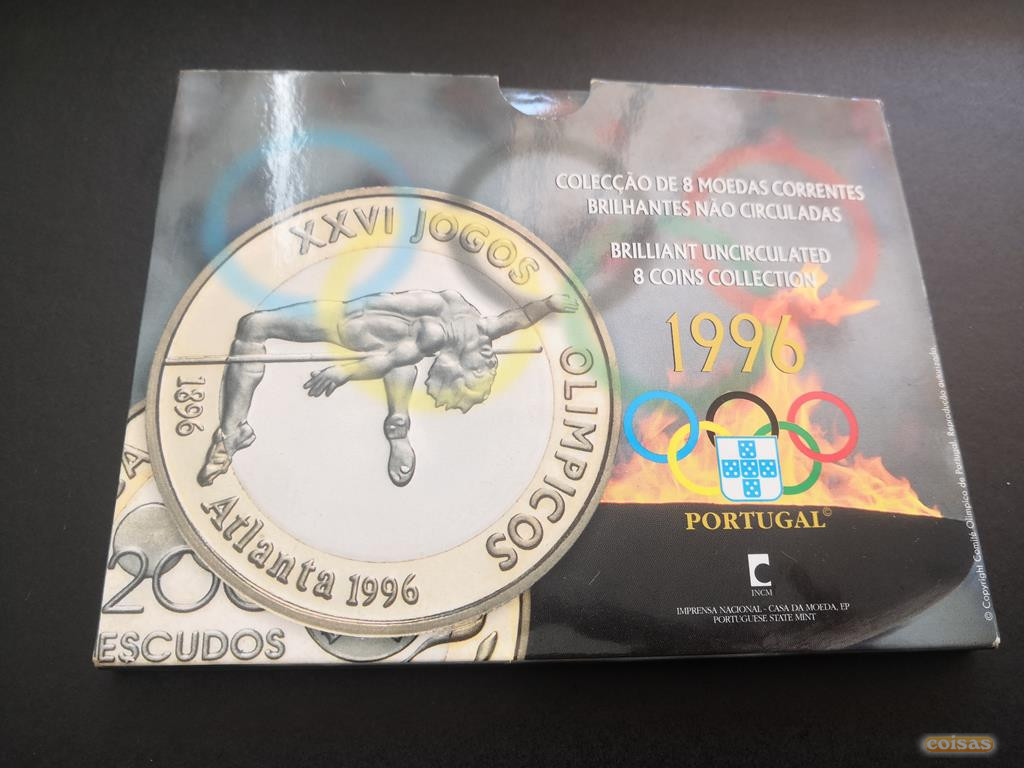 XXVI JOGOS OLIMPICOS
1896
Atlanta 1996
200
ESCUDOS
COLECÇÃO DE 8 MOEDAS CORRENTES
BRILHANTES NÃO CIRCULADAS
BRILLIANT UNCIRCULATED
8 COINS COLLECTION
1996
PORTUGAL©
INCM
IMPRENSA NACIONAL - CASA DA MOEDA, EP
PORTUGUESE STATE MINT
© Copyright Comité Olímpico de Portugal. Reprodução autorizada.
coisas